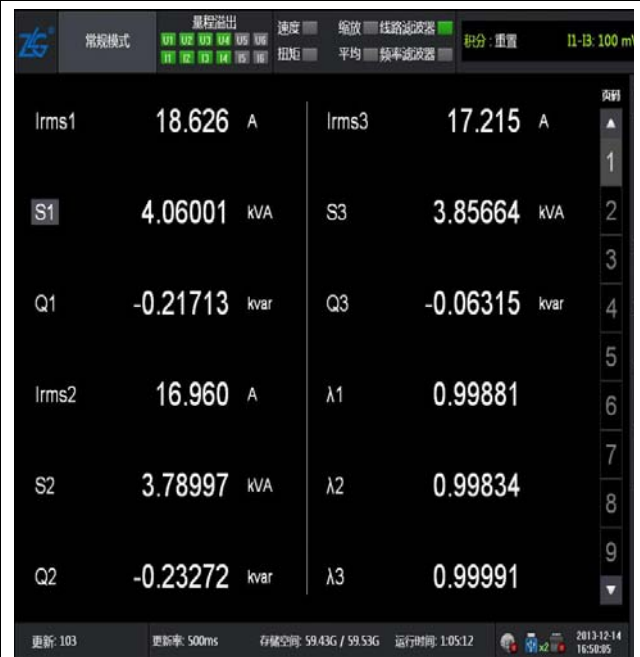 ZLG 常规模式 量程溢出 速度 缩放 线路滤波器 积分 : 重置 I1-I3: 100 m
U1 U2 U3 U4 U5 U6
I1 I2 I3 I4 I5 I6 扭矩 平均 频率滤波器
页码
Irms1 18.626 A Irms3 17.215 A
1
S1 4.06001 kVA S3 3.85664 kVA 2
3
Q1 -0.21713 kvar Q3 -0.06315 kvar 4
5
Irms2 16.960 A λ1 0.99881 6
7
S2 3.78997 kVA λ2 0.99834 8
9
Q2 -0.23272 kvar λ3 0.99991
更新: 103 更新率: 500ms 存储空间: 59.43G / 59.53G 运行时间: 1:05:12 x2 2013-12-14
16:50:05